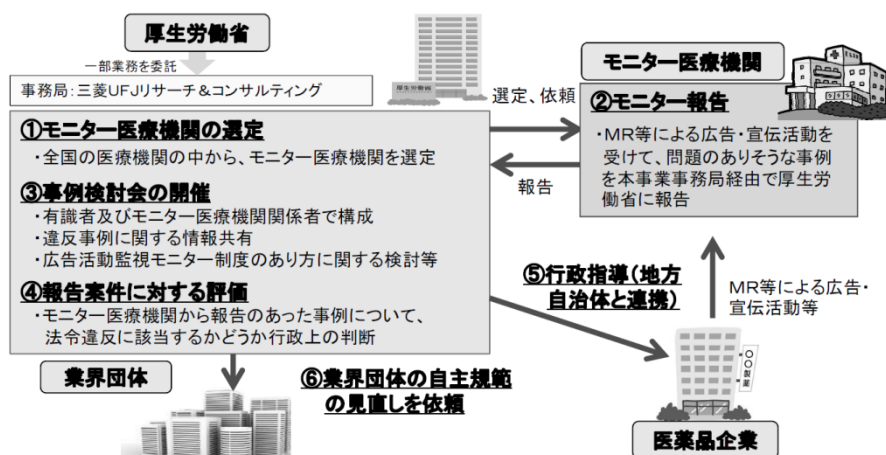 厚生労働省
一部業務を委託
事務局:三菱UFJリサーチ&コンサルティング
厚生労働省
①モニター医療機関の選定
・全国の医療機関の中から、モニター医療機関を選定
③事例検討会の開催
・有識者及びモニター医療機関関係者で構成
・違反事例に関する情報共有
・広告活動監視モニター制度のあり方に関する検討等
④報告案件に対する評価
・モニター医療機関から報告のあった事例について、
法令違反に該当するかどうか行政上の判断
選定、依頼
報告
モニター医療機関
②モニター報告
・MR等による広告・宣伝活動を
受けて、問題のありそうな事例
を本事業事務局経由で厚生労
働省に報告
⑤行政指導(地方
自治体と連携)
MR等による広告・
宣伝活動等
業界団体
⑥業界団体の自主規範
の見直しを依頼
〇〇製薬
医薬品企業